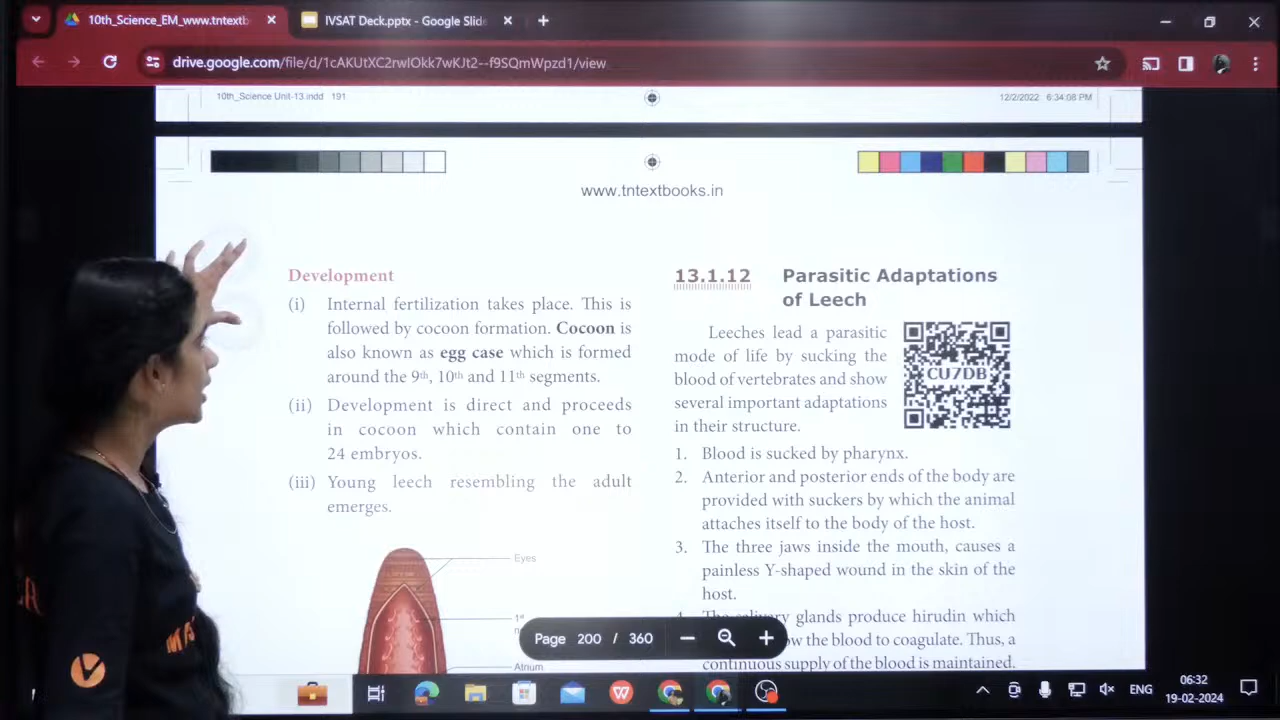 10th_Science_EM_www.tntextb
IVSAT Deck.pptx - Google Slide
drive.google.com/file/d/1cAKUtXC2rwIOkk7wKJt2--f9SQmWpzd1/view
10th_Science Unit-13.indd 191
12/2/2022 6:34:08 PM
www.tntextbooks.in
Development
(i) Internal fertilization takes place. This is
followed by cocoon formation. Cocoon is
also known as egg case which is formed
around the 9th, 10th and 11th segments.
(ii) Development is direct and proceeds
in cocoon which contain one to
24 embryos.
(iii) Young leech resembling the adult
emerges.
Eyes
1st
Atrium
13.1.12 Parasitic Adaptations
of Leech
Leeches lead a parasitic
mode of life by sucking the
blood of vertebrates and show
several important adaptations
in their structure.
CU7DB
1. Blood is sucked by pharynx.
2. Anterior and posterior ends of the body are
provided with suckers by which the animal
attaches itself to the body of the host.
3. The three jaws inside the mouth, causes a
painless Y-shaped wound in the skin of the
host.
glands produce hirudin which
the blood to coagulate. Thus, a
continuous supply of the blood is maintained.
Page 200 / 360
ENG
06:32
19-02-2024
V